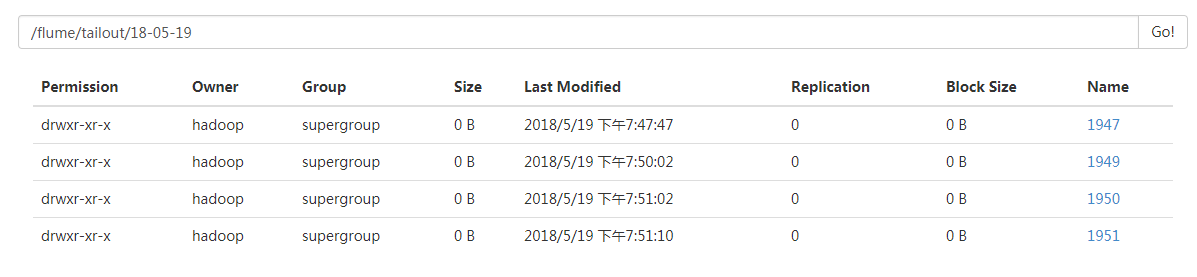 /flume/tailout/18-05-19 Go!
Permission Owner Group Size Last Modified Replication Block Size Name
drwxr-xr-x hadoop supergroup 0 B 2018/5/19 下午7:47:47 0 0 B 1947
drwxr-xr-x hadoop supergroup 0 B 2018/5/19 下午7:50:02 0 0 B 1949
drwxr-xr-x hadoop supergroup 0 B 2018/5/19 下午7:51:02 0 0 B 1950
drwxr-xr-x hadoop supergroup 0 B 2018/5/19 下午7:51:10 0 0 B 1951